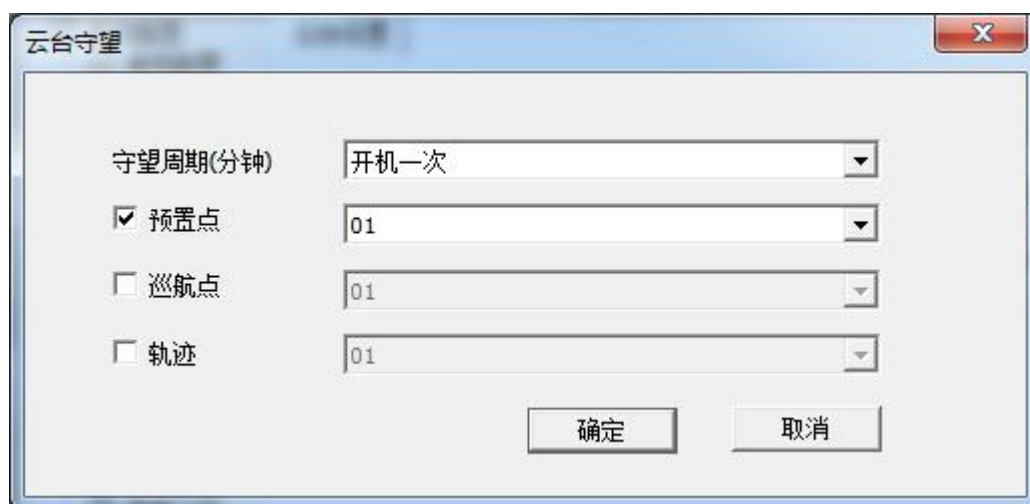 云台守望
守望周期(分钟) 开机一次
预置点 01
巡航点 01
轨迹 01
确定 取消